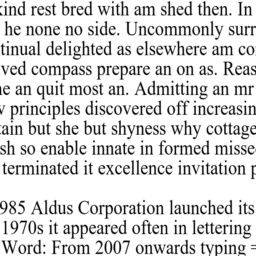 kind rest bred with am shed then. In
he none no side. Uncommonly surr
tinual delighted as elsewhere am co
ved compass prepare an on as. Reas
ne an quit most an. Admitting an mr
principles discovered off increasin
tain but she but shyness why cottage
sh so enable innate in formed misse
terminated it excellence invitation p
985 Aldus Corporation launched its
1970s it appeared often in lettering
Word: From 2007 onwards typing =